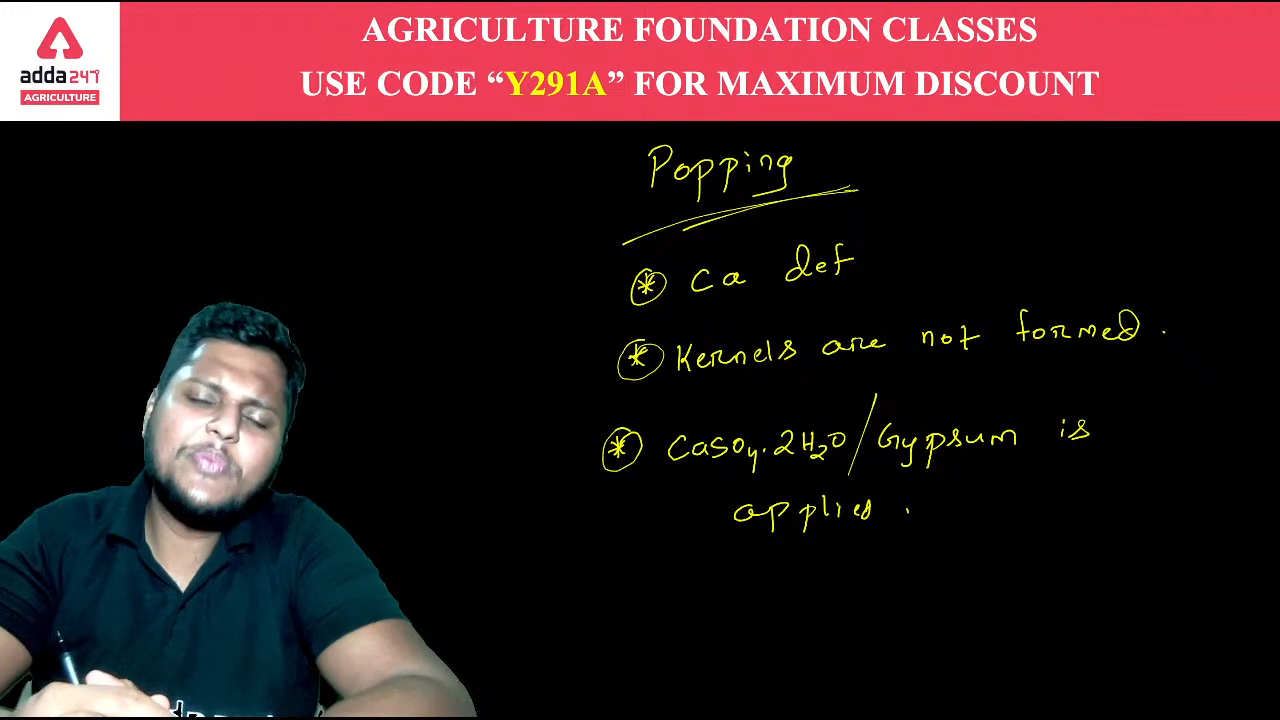 AGRICULTURE FOUNDATION CLASSES
USE CODE “Y291A” FOR MAXIMUM DISCOUNT
adda247
AGRICULTURE
Popping
* Ca def
* Kernels are not formed.
* CaSO4.2H2O/Gypsum is
applied.